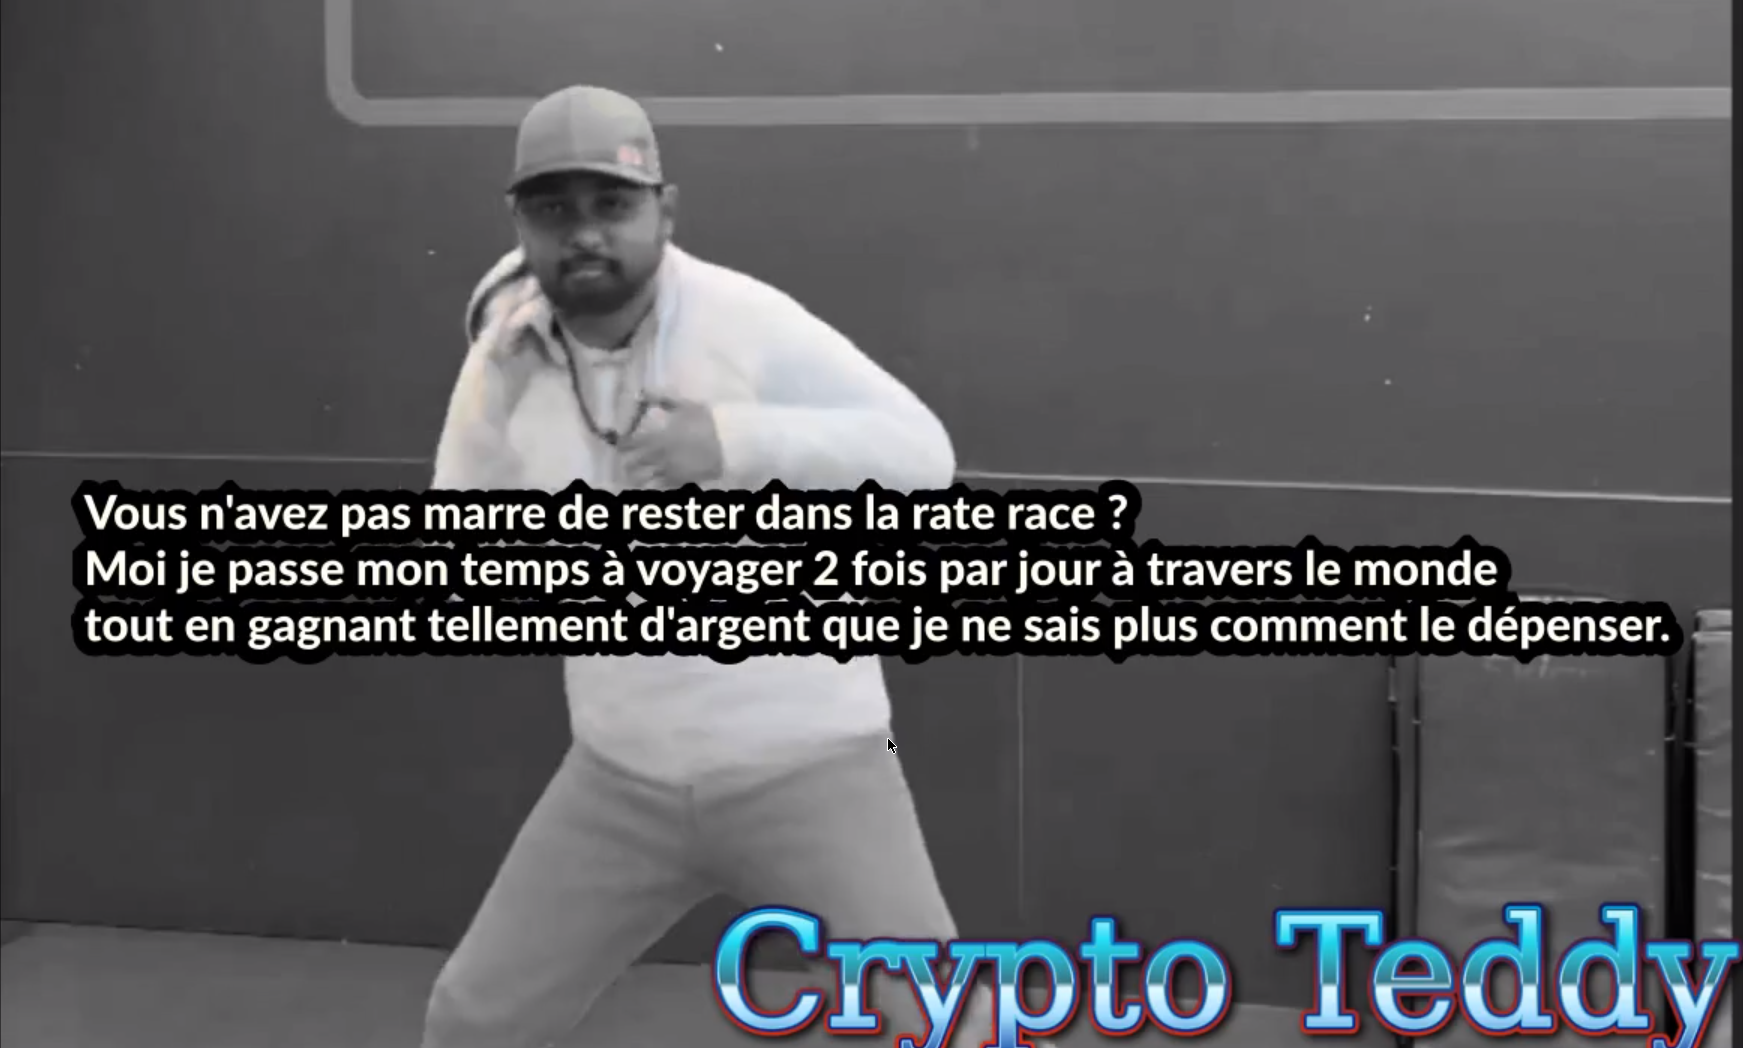 Vous n'avez pas marre de rester dans la rate race ?
Moi je passe mon temps à voyager 2 fois par jour à travers le monde
tout en gagnant tellement d'argent que je ne sais plus comment le dépenser.
Crypto Teddy